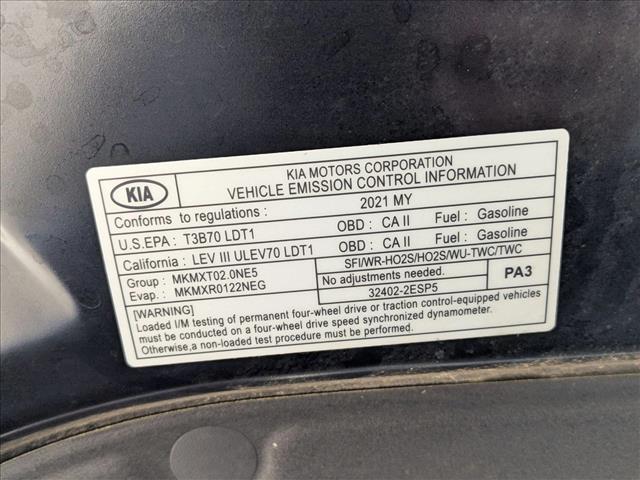 KIA
KIA MOTORS CORPORATION
VEHICLE EMISSION CONTROL INFORMATION
Conforms to regulations: 2021 MY
U.S.EPA : T3B70 LDT1 OBD : CA II Fuel : Gasoline
California : LEV III ULEV70 LDT1 OBD : CA II Fuel : Gasoline
Group : MKMXT02.0NE5 SFI/WR-HO2S/HO2S/WU-TWC/TWC
Evap. : MKMXR0122NEG No adjustments needed. PA3
32402-2ESP5
[WARNING]
Loaded I/M testing of permanent four-wheel drive or traction control-equipped vehicles
must be conducted on a four-wheel drive speed synchronized dynamometer.
Otherwise,a non-loaded test procedure must be performed.